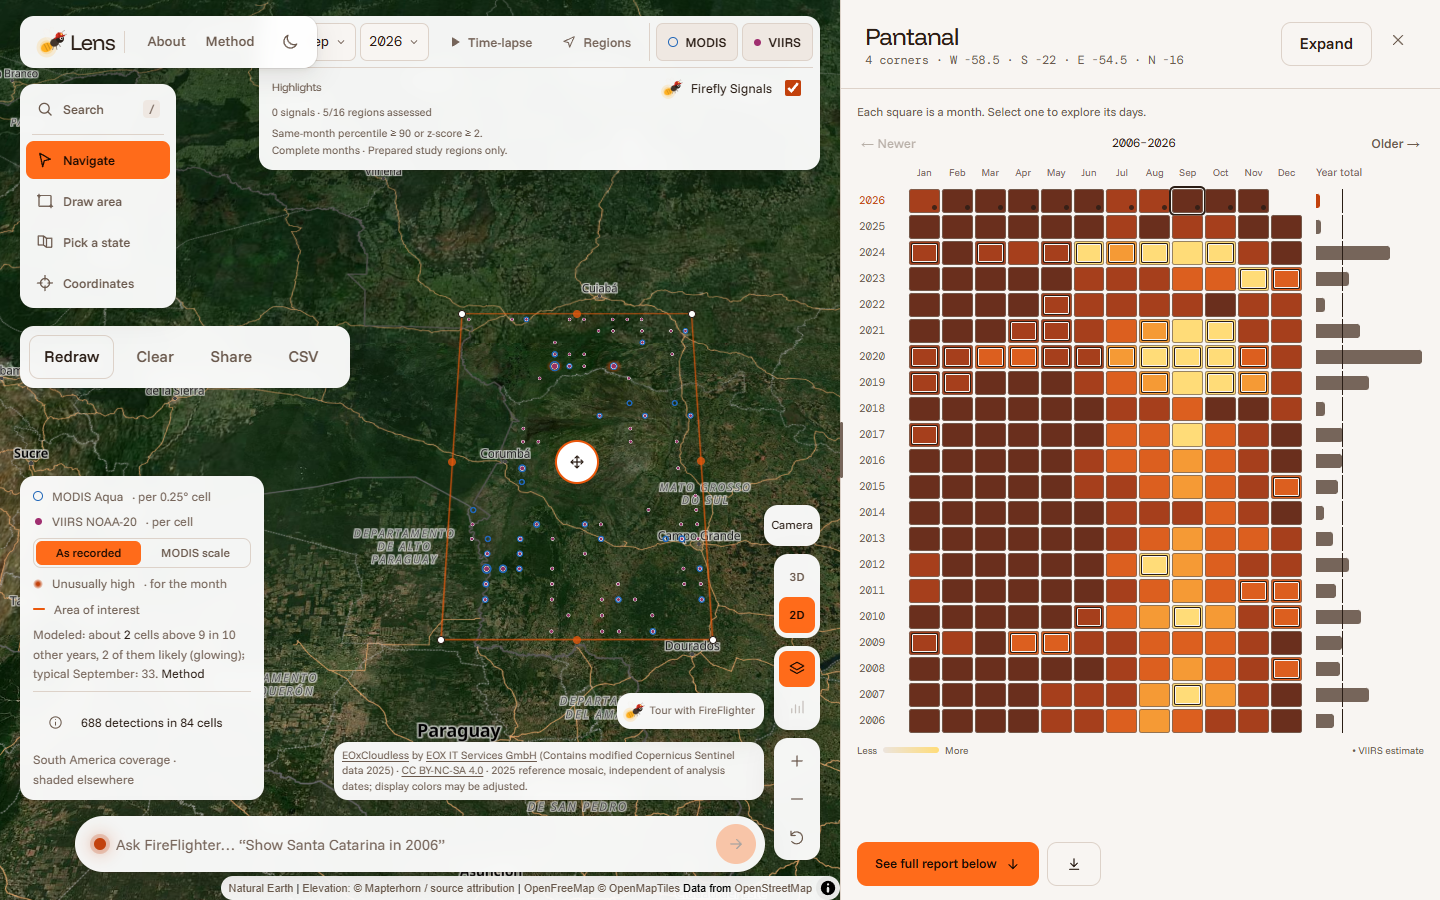 Lens
About
Method
ep
2026
Time-lapse
Regions
MODIS
VIIRS
Highlights
Firefly Signals
0 signals · 5/16 regions assessed
Same-month percentile ≥ 90 or z-score ≥ 2.
Complete months · Prepared study regions only.
Search
/
Navigate
Draw area
Pick a state
Coordinates
Redraw
Clear
Share
CSV
de la Sierra
Vilhena
Cuiabá
Sucre
Corumbá
MATO GROSSO
DO SUL
Campo Grande
DEPARTAMENTO
DE ALTO
PARAGUAY
Dourados
Paraguay
DE SAN PEDRO
MODIS Aqua · per 0.25° cell
VIIRS NOAA-20 · per cell
As recorded
MODIS scale
Unusually high · for the month
Area of interest
Modeled: about 2 cells above 9 in 10
other years, 2 of them likely (glowing);
typical September: 33. Method
688 detections in 84 cells
South America coverage ·
shaded elsewhere
Camera
3D
2D
Tour with FireFlighter
EOxCloudless by EOX IT Services GmbH (Contains modified Copernicus Sentinel
data 2025) · CC BY-NC-SA 4.0 · 2025 reference mosaic, independent of analysis
dates; display colors may be adjusted.
Ask FireFlighter… “Show Santa Catarina in 2006”
Natural Earth | Elevation: © Mapterhorn / source attribution | OpenFreeMap © OpenMapTiles Data from OpenStreetMap
Pantanal
4 corners · W -58.5 · S -22 · E -54.5 · N -16
Expand
Each square is a month. Select one to explore its days.
← Newer
2006–2026
Older →
Jan Feb Mar Apr May Jun Jul Aug Sep Oct Nov Dec Year total
2026
2025
2024
2023
2022
2021
2020
2019
2018
2017
2016
2015
2014
2013
2012
2011
2010
2009
2008
2007
2006
Less
More
• VIIRS estimate
See full report below ↓